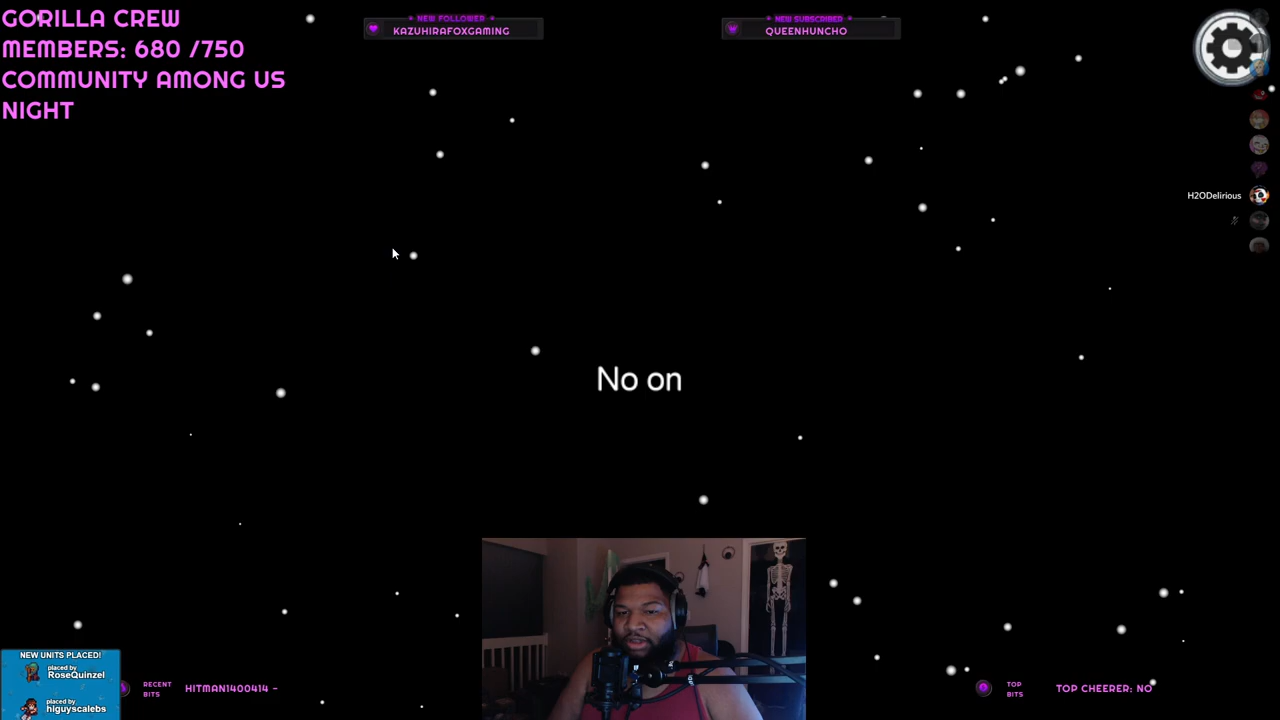 GORILLA CREW
MEMBERS: 680 /750
COMMUNITY AMONG US
NIGHT
NEW FOLLOWER
KAZUHIRAFOXGAMING
NEW SUBSCRIBER
QUEENHUNCHO
H2ODelirious
No on
NEW UNITS PLACED!
placed by
RoseQuinzel
placed by
higuyscalebs
RECENT
BITS
HITMAN1400414 -
TOP
BITS
TOP CHEERER: NO